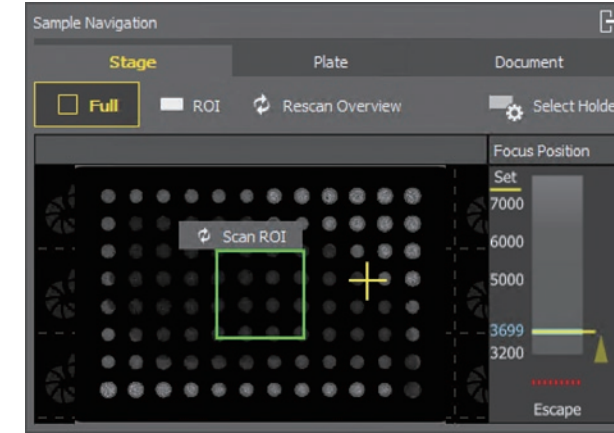 Sample Navigation
Stage Plate Document
Full ROI Rescan Overview Select Holde
Focus Position
Set
7000
Scan ROI
6000
5000
3699
3200
Escape